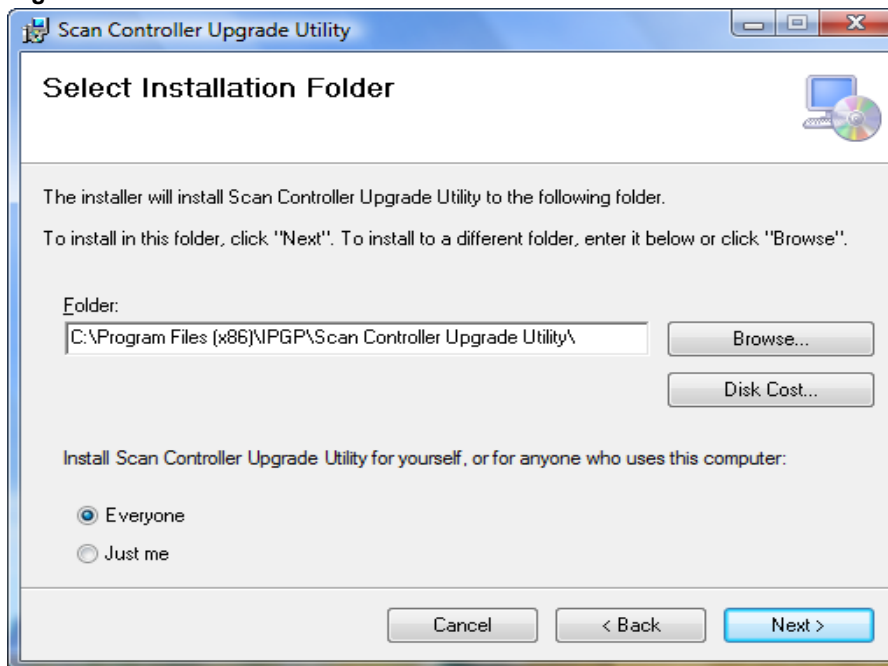 Scan Controller Upgrade Utility
Select Installation Folder
The installer will install Scan Controller Upgrade Utility to the following folder.
To install in this folder, click "Next". To install to a different folder, enter it below or click "Browse".
Folder:
C:\Program Files (x86)\IPGP\Scan Controller Upgrade Utility\
Browse...
Disk Cost...
Install Scan Controller Upgrade Utility for yourself, or for anyone who uses this computer:
Everyone
Just me
Cancel
< Back
Next >